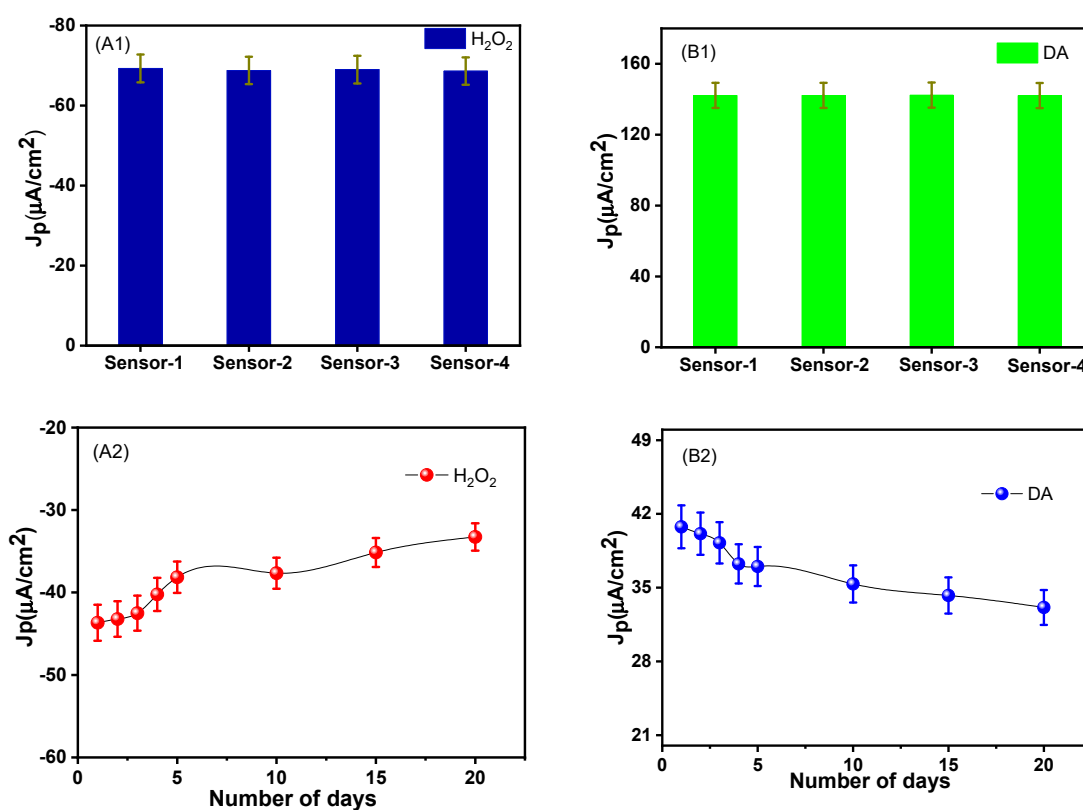 (A1)
H₂O₂
-80
-60
-40
-20
0
Jp(μA/cm²)
Sensor-1 Sensor-2 Sensor-3 Sensor-4
(B1)
DA
160
120
80
40
0
Jp(μA/cm²)
Sensor-1 Sensor-2 Sensor-3 Sensor-4
(A2)
H₂O₂
-20
-30
-40
-50
-60
Jp(μA/cm²)
0 5 10 15 20
Number of days
(B2)
DA
49
42
35
28
21
Jp(μA/cm²)
0 5 10 15 20
Number of days